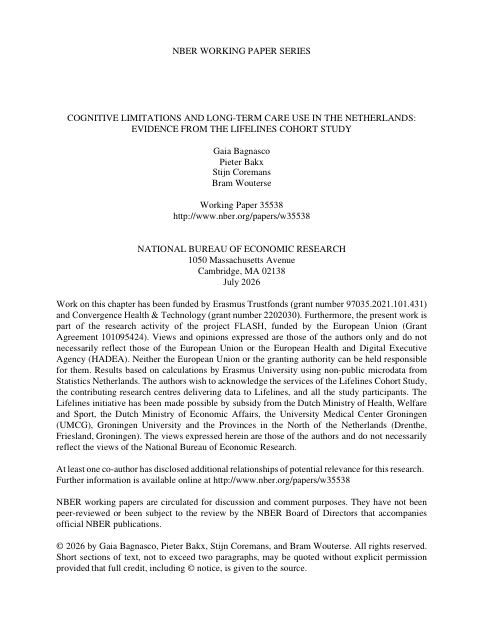 NBER WORKING PAPER SERIES
COGNITIVE LIMITATIONS AND LONG-TERM CARE USE IN THE NETHERLANDS:
EVIDENCE FROM THE LIFELINES COHORT STUDY
Gaia Bagnasco
Pieter Bakx
Stijn Coremans
Bram Wouterse
Working Paper 35538
http://www.nber.org/papers/w35538
NATIONAL BUREAU OF ECONOMIC RESEARCH
1050 Massachusetts Avenue
Cambridge, MA 02138
July 2026
Work on this chapter has been funded by Erasmus Trustfonds (grant number 97035.2021.101.431)
and Convergence Health & Technology (grant number 2202030). Furthermore, the present work is
part of the research activity of the project FLASH, funded by the European Union (Grant
Agreement 101095424). Views and opinions expressed are those of the authors only and do not
necessarily reflect those of the European Union or the European Health and Digital Executive
Agency (HADEA). Neither the European Union or the granting authority can be held responsible
for them. Results based on calculations by Erasmus University using non-public microdata from
Statistics Netherlands. The authors wish to acknowledge the services of the Lifelines Cohort Study,
the contributing research centres delivering data to Lifelines, and all the study participants. The
Lifelines initiative has been made possible by subsidy from the Dutch Ministry of Health, Welfare
and Sport, the Dutch Ministry of Economic Affairs, the University Medical Center Groningen
(UMCG), Groningen University and the Provinces in the North of the Netherlands (Drenthe,
Friesland, Groningen). The views expressed herein are those of the authors and do not necessarily
reflect the views of the National Bureau of Economic Research.
At least one co-author has disclosed additional relationships of potential relevance for this research.
Further information is available online at http://www.nber.org/papers/w35538
NBER working papers are circulated for discussion and comment purposes. They have not been
peer-reviewed or been subject to the review by the NBER Board of Directors that accompanies
official NBER publications.
© 2026 by Gaia Bagnasco, Pieter Bakx, Stijn Coremans, and Bram Wouterse. All rights reserved.
Short sections of text, not to exceed two paragraphs, may be quoted without explicit permission
provided that full credit, including © notice, is given to the source.